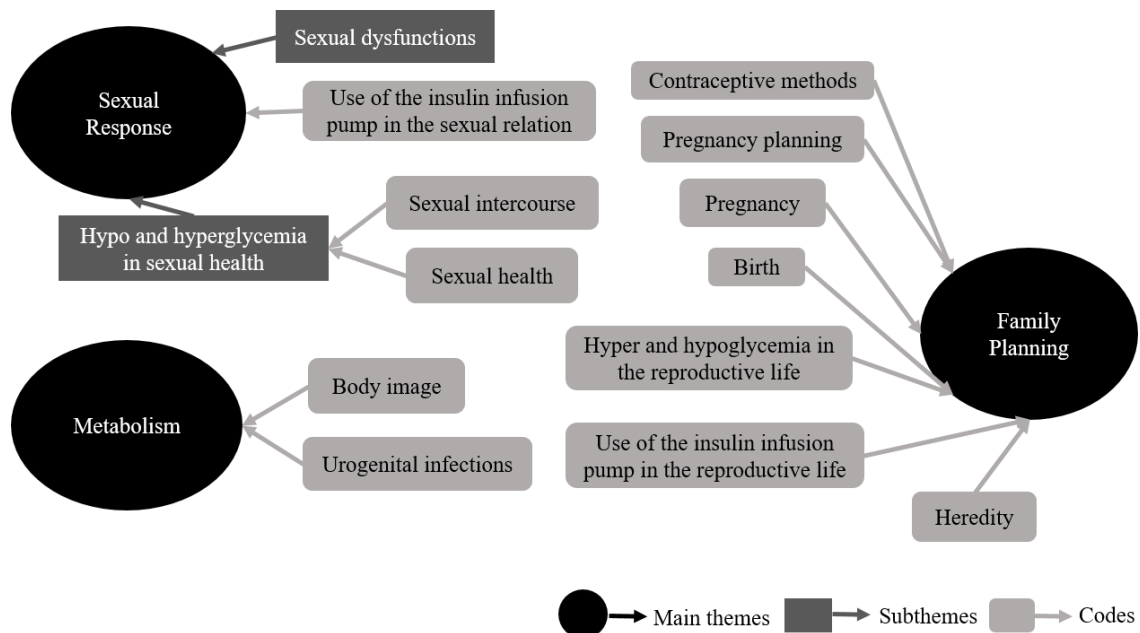 Sexual dysfunctions
Sexual
Response
Use of the insulin infusion
pump in the sexual relation
Sexual intercourse
Hypo and hyperglycemia
in sexual health
Sexual health
Metabolism
Body image
Urogenital infections
Contraceptive methods
Pregnancy planning
Pregnancy
Birth
Hyper and hypoglycemia in
the reproductive life
Use of the insulin infusion
pump in the reproductive life
Heredity
Family
Planning
Main themes
Subthemes
Codes